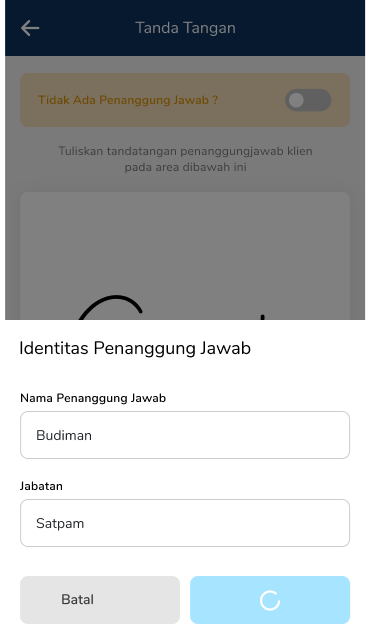 Tanda Tangan
Tidak Ada Penanggung Jawab ?
Tuliskan tandatangan penanggungjawab klien
pada area dibawah ini
Identitas Penanggung Jawab
Nama Penanggung Jawab
Budiman
Jabatan
Satpam
Batal